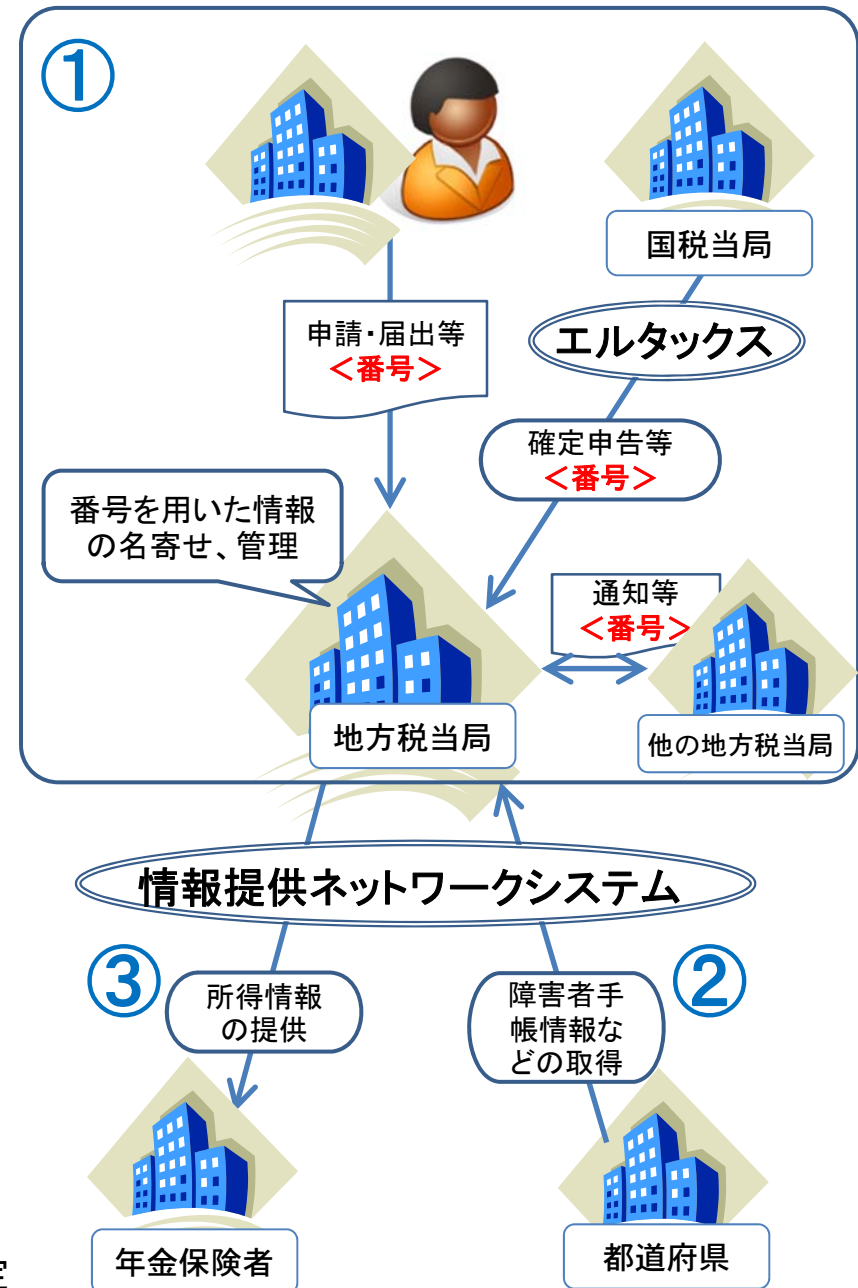 ①
国税当局
申請・届出等
＜番号＞
エルタックス
確定申告等
＜番号＞
番号を用いた情報
の名寄せ、管理
通知等
＜番号＞
地方税当局
他の地方税当局
情報提供ネットワークシステム
③
所得情報
の提供
②
障害者手
帳情報な
どの取得
年金保険者
都道府県